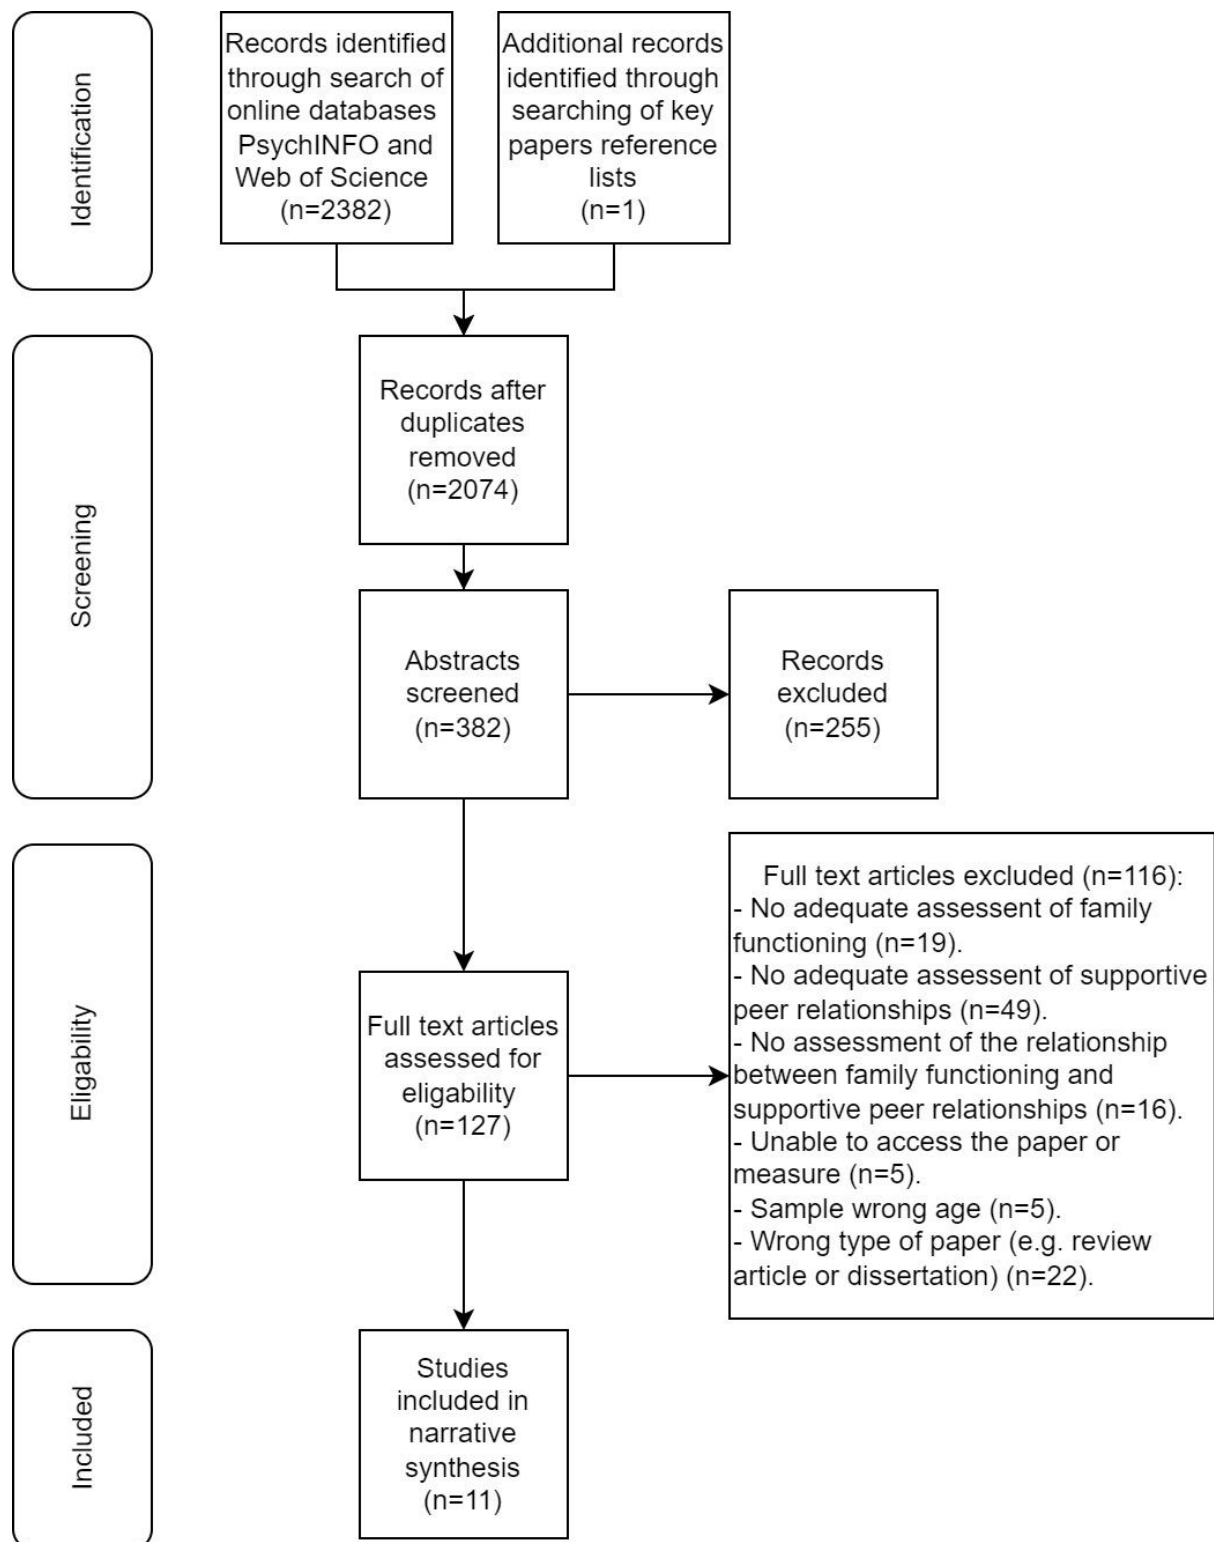 Identification
Records identified
through search of
online databases
PsychINFO and
Web of Science
(n=2382)
Additional records
identified through
searching of key
papers reference
lists
(n=1)
Screening
Records after
duplicates
removed
(n=2074)
Abstracts
screened
(n=382)
Records
excluded
(n=255)
Eligability
Full text articles
assessed for
eligability
(n=127)
Full text articles excluded (n=116):
- No adequate assessent of family
functioning (n=19).
- No adequate assessent of supportive
peer relationships (n=49).
- No assessment of the relationship
between family functioning and
supportive peer relationships (n=16).
- Unable to access the paper or
measure (n=5).
- Sample wrong age (n=5).
- Wrong type of paper (e.g. review
article or dissertation) (n=22).
Included
Studies
included in
narrative
synthesis
(n=11)